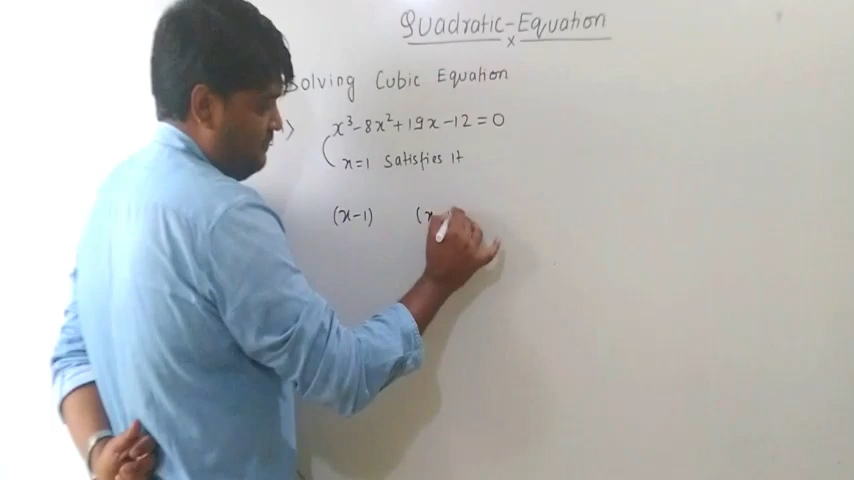 Quadratic-Equation
x
Solving Cubic Equation
> x³-8x²+19x-12=0
x=1 satisfies it
(x-1) (x